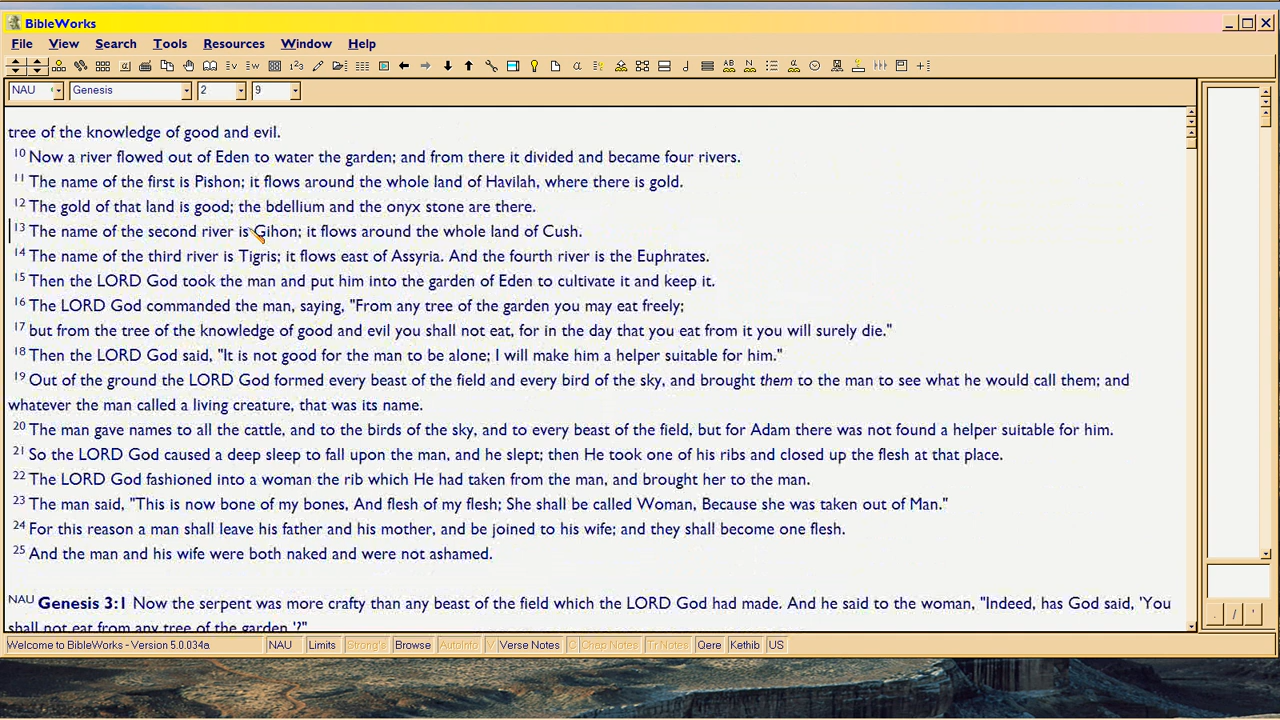 BibleWorks
File View Search Tools Resources Window Help
NAU Genesis 2 9
tree of the knowledge of good and evil.
10 Now a river flowed out of Eden to water the garden; and from there it divided and became four rivers.
11 The name of the first is Pishon; it flows around the whole land of Havilah, where there is gold.
12 The gold of that land is good; the bdellium and the onyx stone are there.
13 The name of the second river is Gihon; it flows around the whole land of Cush.
14 The name of the third river is Tigris; it flows east of Assyria. And the fourth river is the Euphrates.
15 Then the LORD God took the man and put him into the garden of Eden to cultivate it and keep it.
16 The LORD God commanded the man, saying, "From any tree of the garden you may eat freely;
17 but from the tree of the knowledge of good and evil you shall not eat, for in the day that you eat from it you will surely die."
18 Then the LORD God said, "It is not good for the man to be alone; I will make him a helper suitable for him."
19 Out of the ground the LORD God formed every beast of the field and every bird of the sky, and brought them to the man to see what he would call them; and
whatever the man called a living creature, that was its name.
20 The man gave names to all the cattle, and to the birds of the sky, and to every beast of the field, but for Adam there was not found a helper suitable for him.
21 So the LORD God caused a deep sleep to fall upon the man, and he slept; then He took one of his ribs and closed up the flesh at that place.
22 The LORD God fashioned into a woman the rib which He had taken from the man, and brought her to the man.
23 The man said, "This is now bone of my bones, And flesh of my flesh; She shall be called Woman, Because she was taken out of Man."
24 For this reason a man shall leave his father and his mother, and be joined to his wife; and they shall become one flesh.
25 And the man and his wife were both naked and were not ashamed.
NAU Genesis 3:1 Now the serpent was more crafty than any beast of the field which the LORD God had made. And he said to the woman, "Indeed, has God said, 'You
shall not eat from any tree of the garden '?"
Welcome to BibleWorks - Version 5.0.034a NAU Limits Strong's Browse AutoInfo V Verse Notes C Chap Notes Tr Notes Qere Kethib US